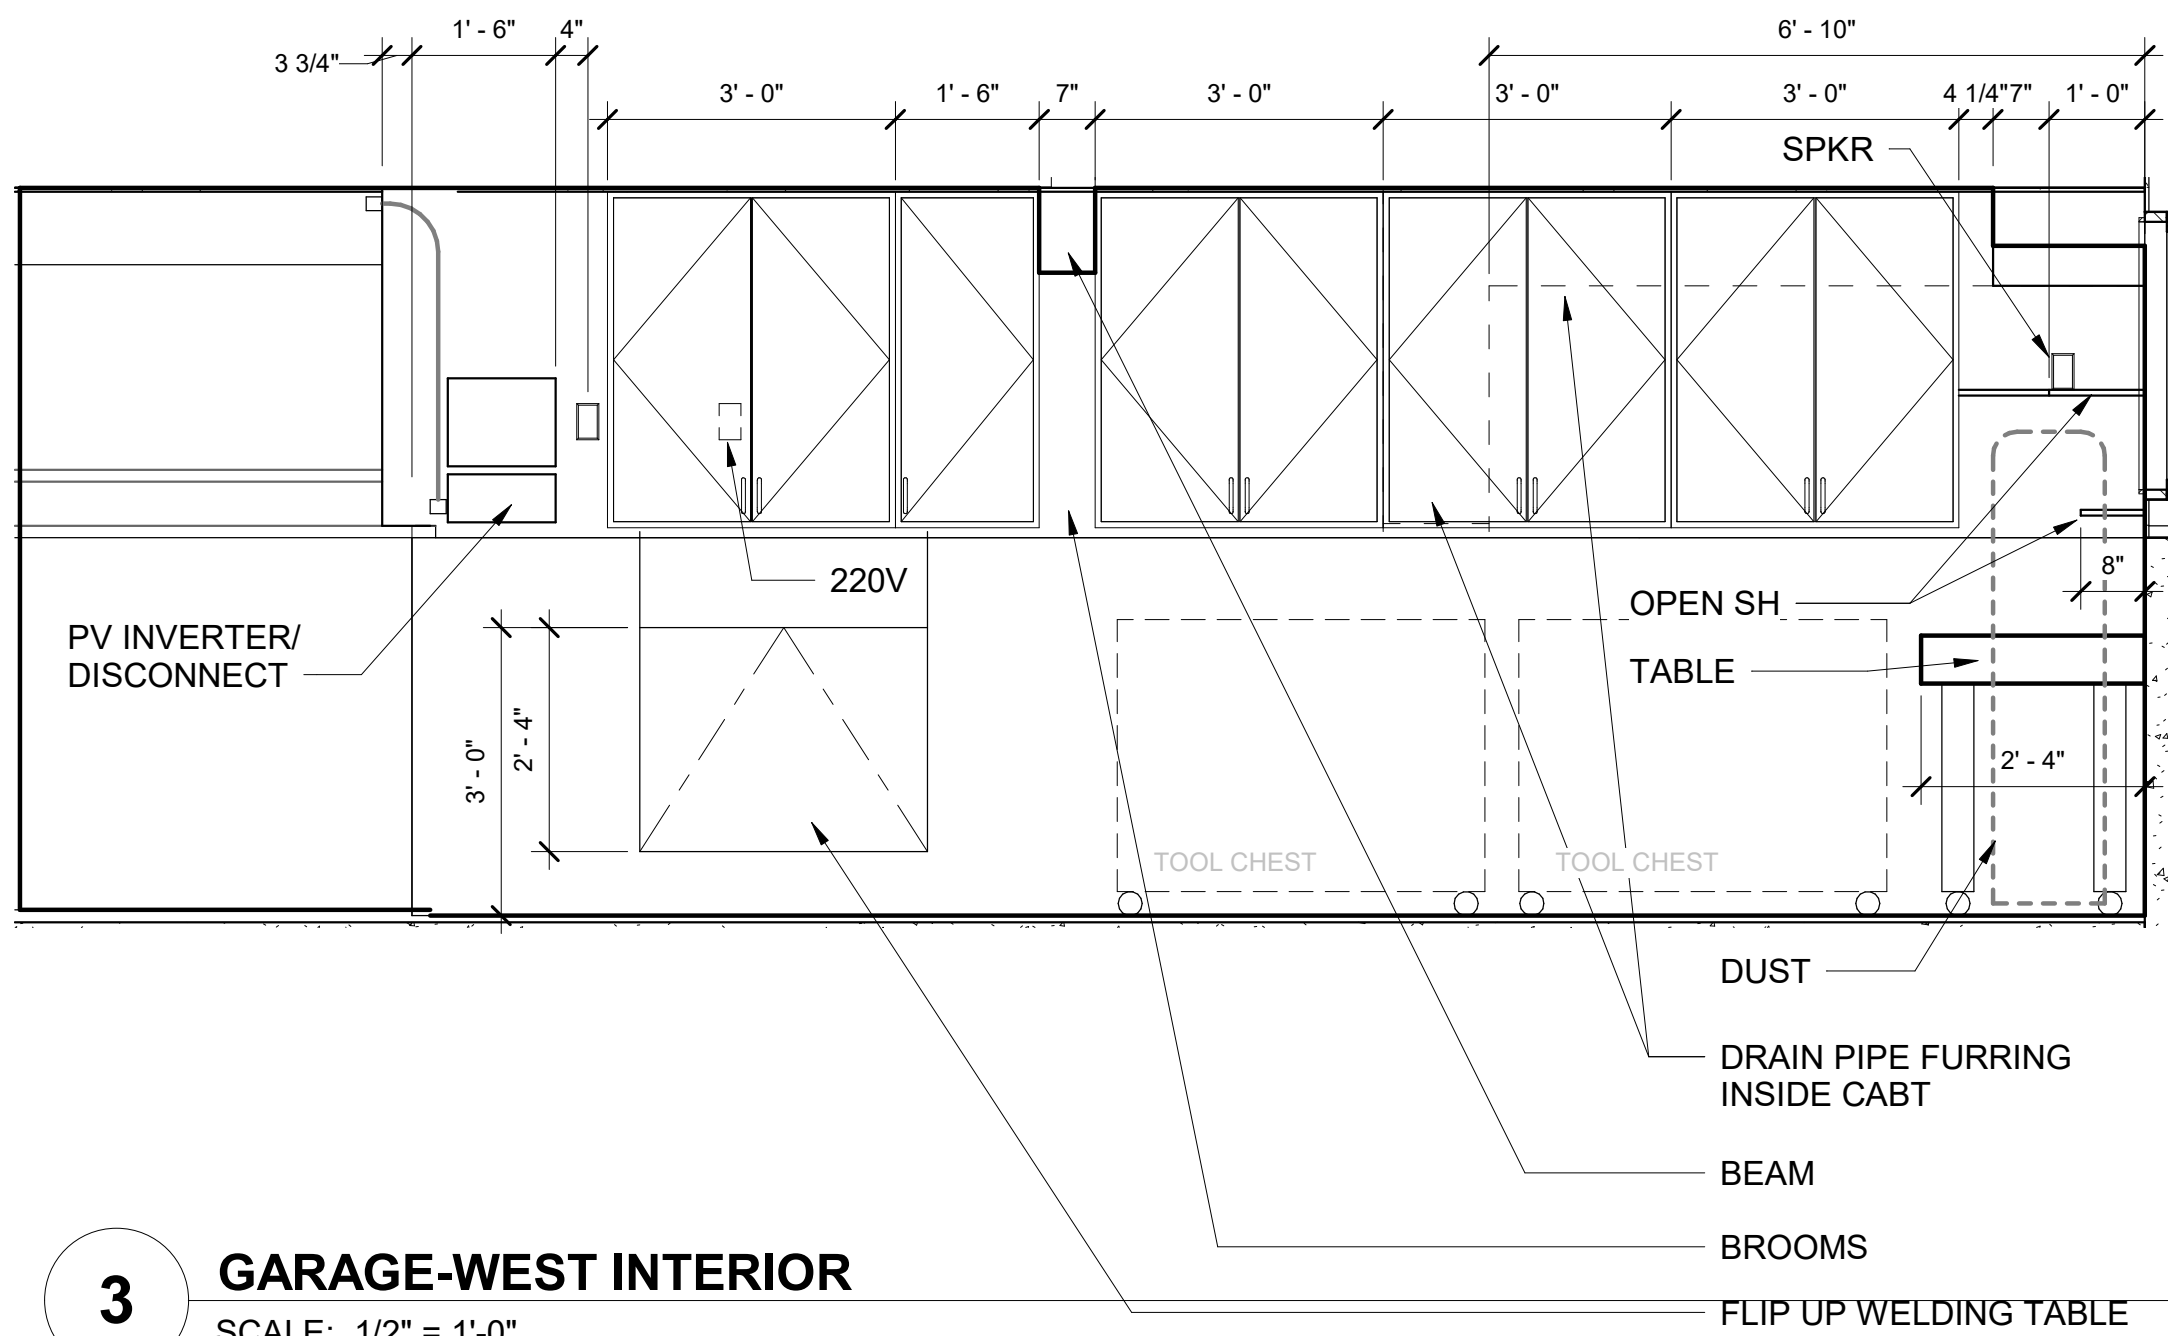 1' - 6" 4" 6' - 10"
3 3/4"
3' - 0" 1' - 6" 7" 3' - 0" 3' - 0" 3' - 0" 4 1/4" 7" 1' - 0"
SPKR
220V
8"
OPEN SH
PV INVERTER/
DISCONNECT
TABLE
3' - 0"
2' - 4"
2' - 4"
TOOL CHEST TOOL CHEST
DUST
DRAIN PIPE FURRING
INSIDE CABT
BEAM
BROOMS
FLIP UP WELDING TABLE
3
GARAGE-WEST INTERIOR
SCALE: 1/2" = 1'-0"